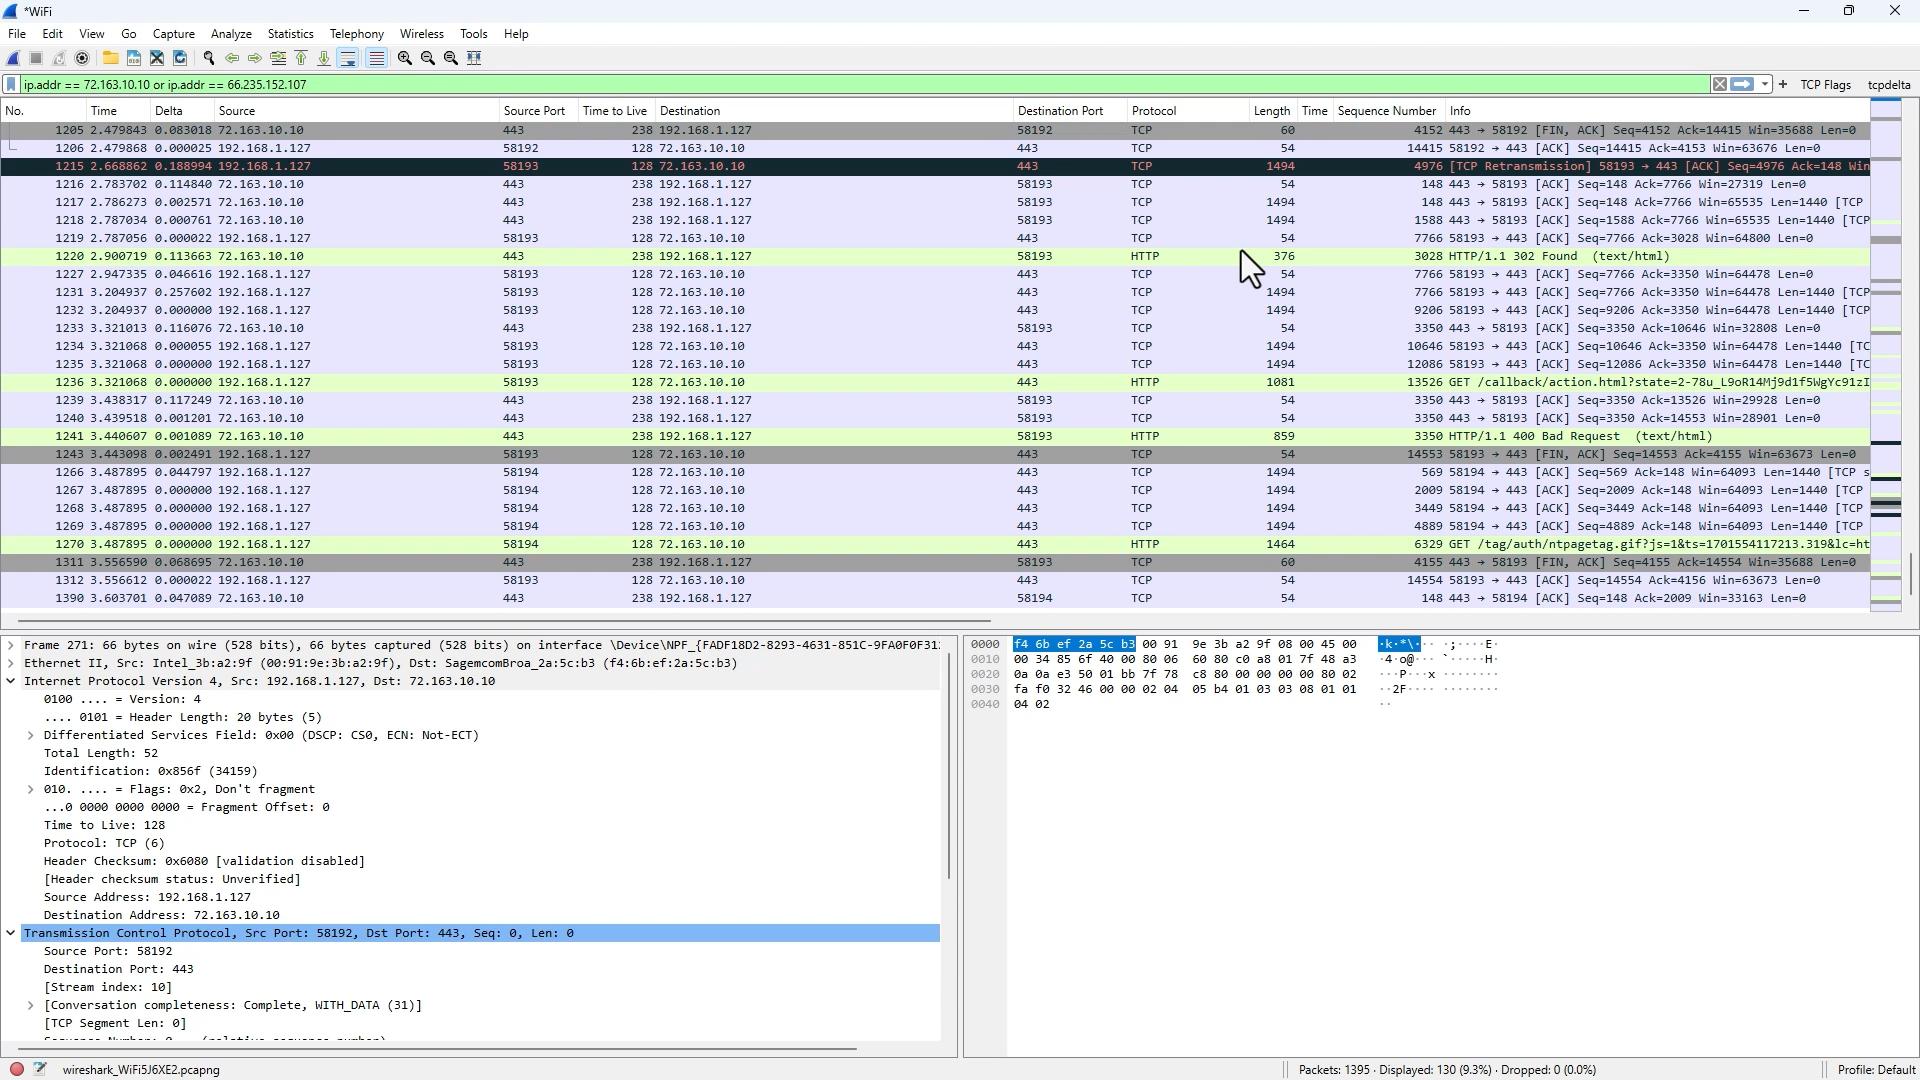 *WiFi
File Edit View Go Capture Analyze Statistics Telephony Wireless Tools Help
ip.addr == 72.163.10.10 or ip.addr == 66.235.152.107 + TCP Flags tcpdelta
No. Time Delta Source Source Port Time to Live Destination Destination Port Protocol Length Time Sequence Number Info
1205 2.479843 0.083018 72.163.10.10 443 238 192.168.1.127 58192 TCP 60 4152 443 → 58192 [FIN, ACK] Seq=4152 Ack=14415 Win=35688 Len=0
1206 2.479868 0.000025 192.168.1.127 58192 128 72.163.10.10 443 TCP 54 14415 58192 → 443 [ACK] Seq=14415 Ack=4153 Win=63676 Len=0
1215 2.668862 0.188994 192.168.1.127 58193 128 72.163.10.10 443 TCP 1494 4976 [TCP Retransmission] 58193 → 443 [ACK] Seq=4976 Ack=148 Win
1216 2.783702 0.114840 72.163.10.10 443 238 192.168.1.127 58193 TCP 54 148 443 → 58193 [ACK] Seq=148 Ack=7766 Win=27319 Len=0
1217 2.786273 0.002571 72.163.10.10 443 238 192.168.1.127 58193 TCP 1494 148 443 → 58193 [ACK] Seq=148 Ack=7766 Win=65535 Len=1440 [TCP
1218 2.787034 0.000761 72.163.10.10 443 238 192.168.1.127 58193 TCP 1494 1588 443 → 58193 [ACK] Seq=1588 Ack=7766 Win=65535 Len=1440 [TCP
1219 2.787056 0.000022 192.168.1.127 58193 128 72.163.10.10 443 TCP 54 7766 58193 → 443 [ACK] Seq=7766 Ack=3028 Win=64800 Len=0
1220 2.900719 0.113663 72.163.10.10 443 238 192.168.1.127 58193 HTTP 376 3028 HTTP/1.1 302 Found (text/html)
1227 2.947335 0.046616 192.168.1.127 58193 128 72.163.10.10 443 TCP 54 7766 58193 → 443 [ACK] Seq=7766 Ack=3350 Win=64478 Len=0
1231 3.204937 0.257602 192.168.1.127 58193 128 72.163.10.10 443 TCP 1494 7766 58193 → 443 [ACK] Seq=7766 Ack=3350 Win=64478 Len=1440 [TCP
1232 3.204937 0.000000 192.168.1.127 58193 128 72.163.10.10 443 TCP 1494 9206 58193 → 443 [ACK] Seq=9206 Ack=3350 Win=64478 Len=1440 [TCP
1233 3.321013 0.116076 72.163.10.10 443 238 192.168.1.127 58193 TCP 54 3350 443 → 58193 [ACK] Seq=3350 Ack=10646 Win=32808 Len=0
1234 3.321068 0.000055 192.168.1.127 58193 128 72.163.10.10 443 TCP 1494 10646 58193 → 443 [ACK] Seq=10646 Ack=3350 Win=64478 Len=1440 [TC
1235 3.321068 0.000000 192.168.1.127 58193 128 72.163.10.10 443 TCP 1494 12086 58193 → 443 [ACK] Seq=12086 Ack=3350 Win=64478 Len=1440 [TC
1236 3.321068 0.000000 192.168.1.127 58193 128 72.163.10.10 443 HTTP 1081 13526 GET /callback/action.html?state=2-78u_L9oR14Mj9d1f5WgYc91zI
1239 3.438317 0.117249 72.163.10.10 443 238 192.168.1.127 58193 TCP 54 3350 443 → 58193 [ACK] Seq=3350 Ack=13526 Win=29928 Len=0
1240 3.439518 0.001201 72.163.10.10 443 238 192.168.1.127 58193 TCP 54 3350 443 → 58193 [ACK] Seq=3350 Ack=14553 Win=28901 Len=0
1241 3.440607 0.001089 72.163.10.10 443 238 192.168.1.127 58193 HTTP 859 3350 HTTP/1.1 400 Bad Request (text/html)
1243 3.443098 0.002491 192.168.1.127 58193 128 72.163.10.10 443 TCP 54 14553 58193 → 443 [FIN, ACK] Seq=14553 Ack=4155 Win=63673 Len=0
1266 3.487895 0.044797 192.168.1.127 58194 128 72.163.10.10 443 TCP 1494 569 58194 → 443 [ACK] Seq=569 Ack=148 Win=64093 Len=1440 [TCP s
1267 3.487895 0.000000 192.168.1.127 58194 128 72.163.10.10 443 TCP 1494 2009 58194 → 443 [ACK] Seq=2009 Ack=148 Win=64093 Len=1440 [TCP
1268 3.487895 0.000000 192.168.1.127 58194 128 72.163.10.10 443 TCP 1494 3449 58194 → 443 [ACK] Seq=3449 Ack=148 Win=64093 Len=1440 [TCP
1269 3.487895 0.000000 192.168.1.127 58194 128 72.163.10.10 443 TCP 1494 4889 58194 → 443 [ACK] Seq=4889 Ack=148 Win=64093 Len=1440 [TCP
1270 3.487895 0.000000 192.168.1.127 58194 128 72.163.10.10 443 HTTP 1464 6329 GET /tag/auth/ntpagetag.gif?js=1&ts=1701554117213.319&lc=ht
1311 3.556590 0.068695 72.163.10.10 443 238 192.168.1.127 58193 TCP 60 4155 443 → 58193 [FIN, ACK] Seq=4155 Ack=14554 Win=35688 Len=0
1312 3.556612 0.000022 192.168.1.127 58193 128 72.163.10.10 443 TCP 54 14554 58193 → 443 [ACK] Seq=14554 Ack=4156 Win=63673 Len=0
1390 3.603701 0.047089 72.163.10.10 443 238 192.168.1.127 58194 TCP 54 148 443 → 58194 [ACK] Seq=148 Ack=2009 Win=33163 Len=0
Frame 271: 66 bytes on wire (528 bits), 66 bytes captured (528 bits) on interface \Device\NPF_{FADF18D2-8293-4631-851C-9FA0F0F31
Ethernet II, Src: Intel_3b:a2:9f (00:91:9e:3b:a2:9f), Dst: SagemcomBroa_2a:5c:b3 (f4:6b:ef:2a:5c:b3)
Internet Protocol Version 4, Src: 192.168.1.127, Dst: 72.163.10.10
0100 .... = Version: 4
.... 0101 = Header Length: 20 bytes (5)
Differentiated Services Field: 0x00 (DSCP: CS0, ECN: Not-ECT)
Total Length: 52
Identification: 0x856f (34159)
010. .... = Flags: 0x2, Don't fragment
...0 0000 0000 0000 = Fragment Offset: 0
Time to Live: 128
Protocol: TCP (6)
Header Checksum: 0x6080 [validation disabled]
[Header checksum status: Unverified]
Source Address: 192.168.1.127
Destination Address: 72.163.10.10
Transmission Control Protocol, Src Port: 58192, Dst Port: 443, Seq: 0, Len: 0
Source Port: 58192
Destination Port: 443
[Stream index: 10]
[Conversation completeness: Complete, WITH_DATA (31)]
[TCP Segment Len: 0]
0000 f4 6b ef 2a 5c b3 00 91 9e 3b a2 9f 08 00 45 00 ·k·*\··· ·;····E·
0010 00 34 85 6f 40 00 80 06 60 80 c0 a8 01 7f 48 a3 ·4·o@··· `·····H·
0020 0a 0a e3 50 01 bb 7f 78 c8 80 00 00 00 00 80 02 ···P···x ········
0030 fa f0 32 46 00 00 02 04 05 b4 01 03 03 08 01 01 ··2F···· ········
0040 04 02 ··
wireshark_WiFi5J6XE2.pcapng Packets: 1395 · Displayed: 130 (9.3%) · Dropped: 0 (0.0%) Profile: Default